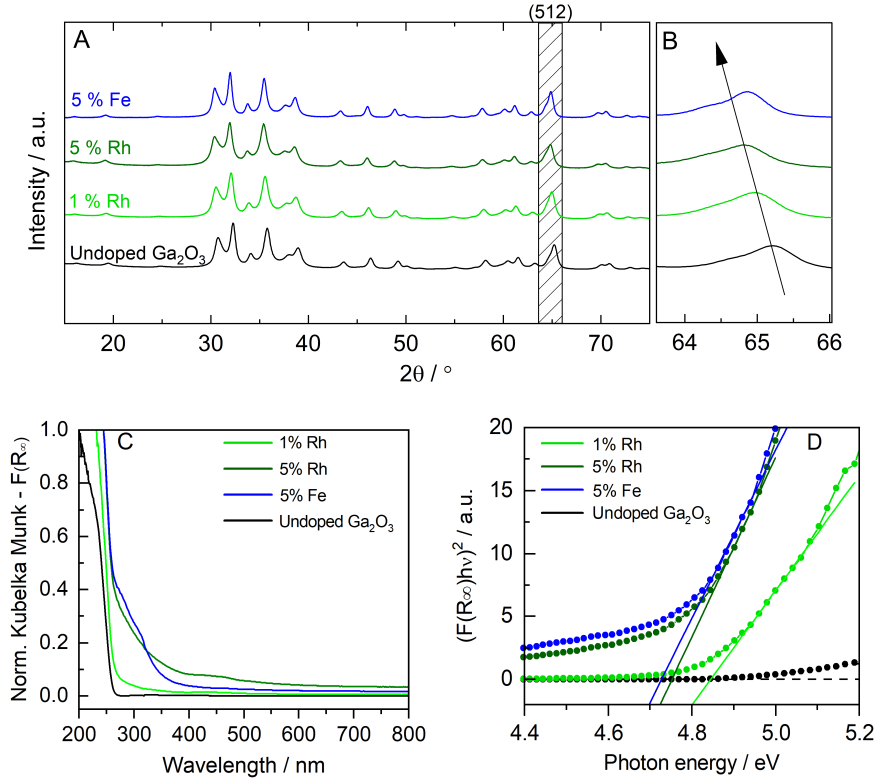 (512)
A
B
5 % Fe
5 % Rh
1 % Rh
Undoped Ga₂O₃
Intensity / a.u.
20 30 40 50 60 70
64 65 66
2θ / °
C
1.0
0.8
0.6
0.4
0.2
0.0
1% Rh
5% Rh
5% Fe
Undoped Ga₂O₃
Norm. Kubelka Munk - F(R∞)
200 300 400 500 600 700 800
Wavelength / nm
D
20
15
10
5
0
1% Rh
5% Rh
5% Fe
Undoped Ga₂O₃
(F(R∞)hν)²/ a.u.
4.4 4.6 4.8 5.0 5.2
Photon energy / eV